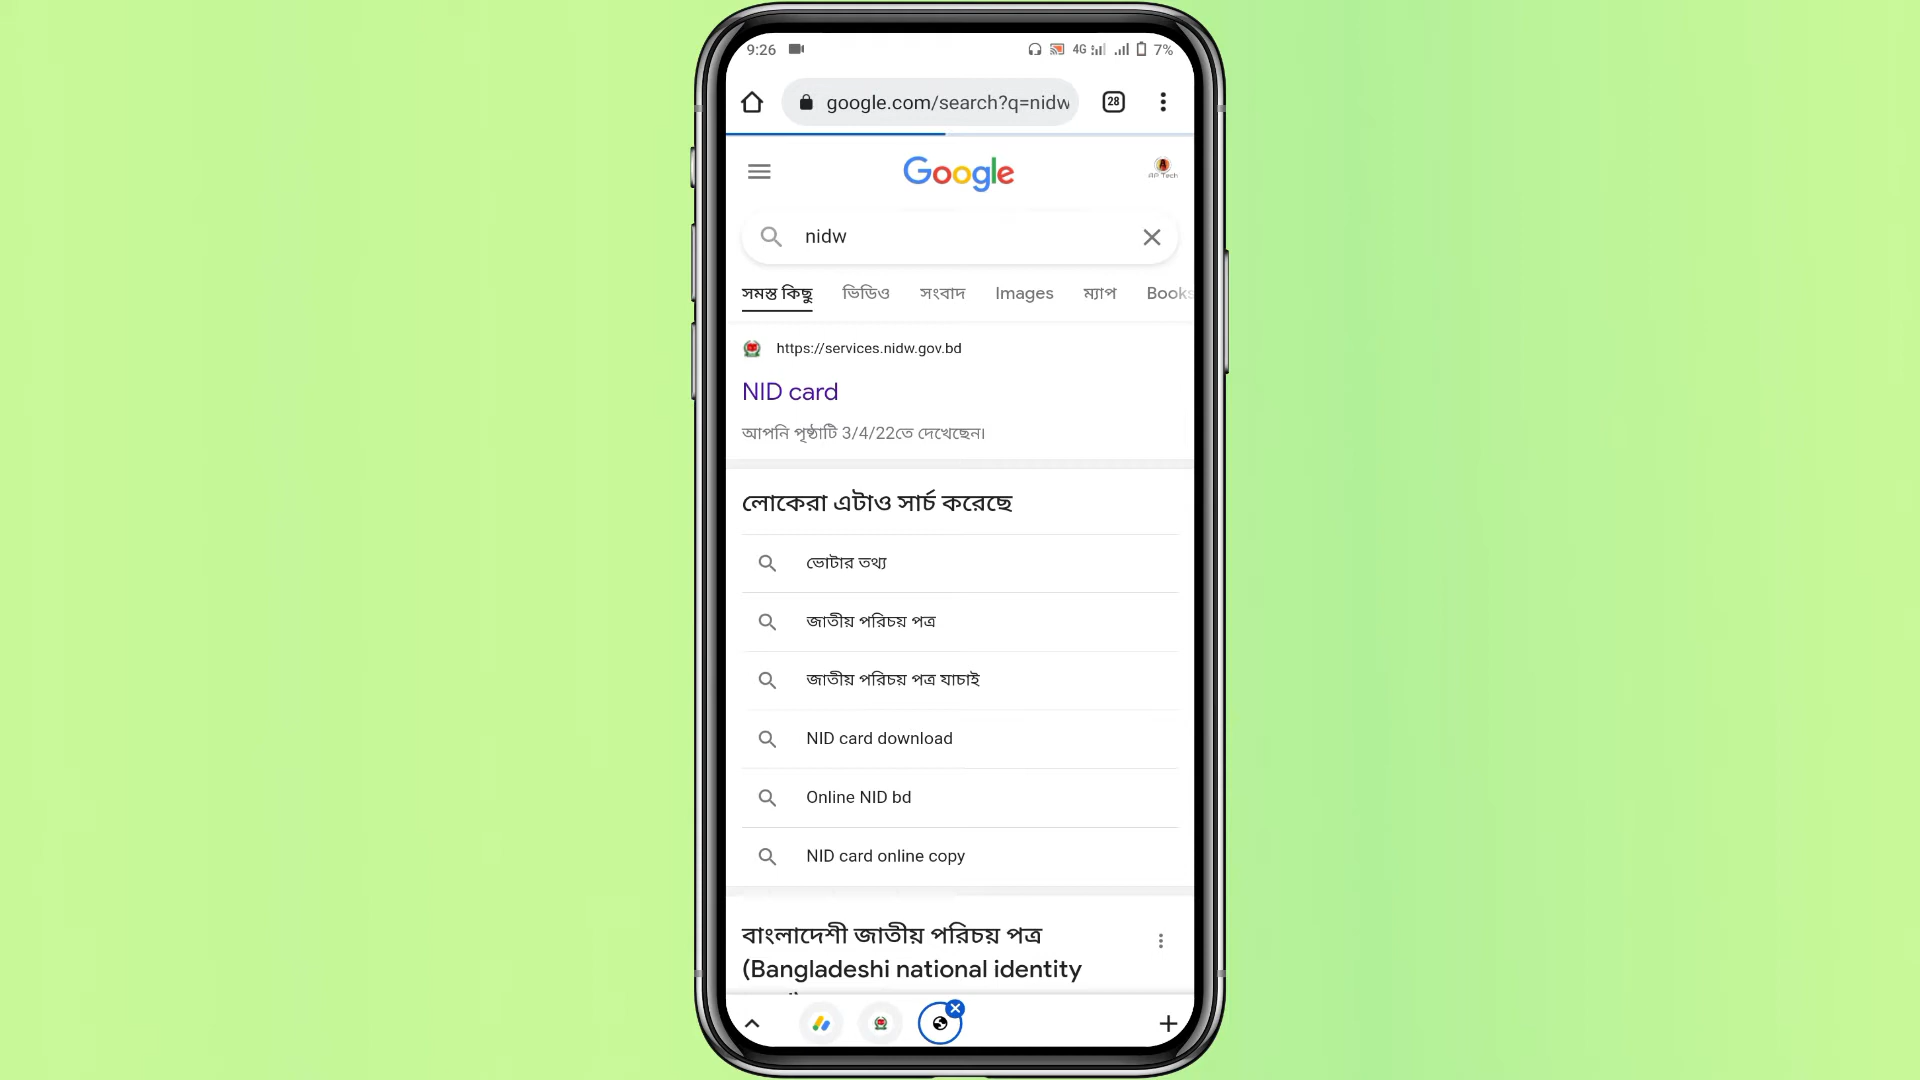 9:26 4G 7%
google.com/search?q=nidw 28
Google
AP Tech
nidw
সমস্ত কিছু ভিডিও সংবাদ Images ম্যাপ Books
https://services.nidw.gov.bd
NID card
আপনি পৃষ্ঠাটি 3/4/22তে দেখেছেন।
লোকেরা এটাও সার্চ করেছে
ভোটার তথ্য
জাতীয় পরিচয় পত্র
জাতীয় পরিচয় পত্র যাচাই
NID card download
Online NID bd
NID card online copy
বাংলাদেশী জাতীয় পরিচয় পত্র
(Bangladeshi national identity